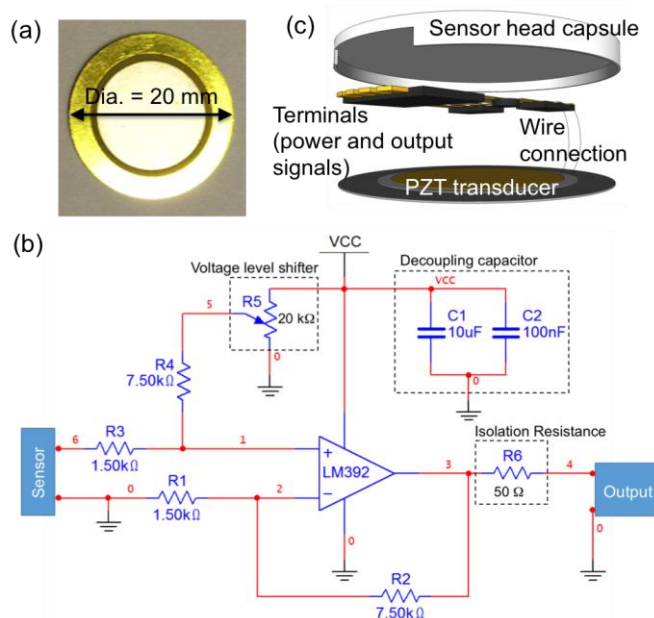 (a)
Dia. = 20 mm
(c)
Sensor head capsule
Terminals
(power and output
signals)
Wire
connection
PZT transducer
(b)
VCC
Voltage level shifter
Decoupling capacitor
5
R5
20 kΩ
0
VCC
C1
10uF
C2
100nF
0
R4
7.50kΩ
Sensor
6
R3
1.50kΩ
1
+
LM392
−
3
Isolation Resistance
R6
50 Ω
4
Output
0
0
R1
1.50kΩ
2
0
R2
7.50kΩ